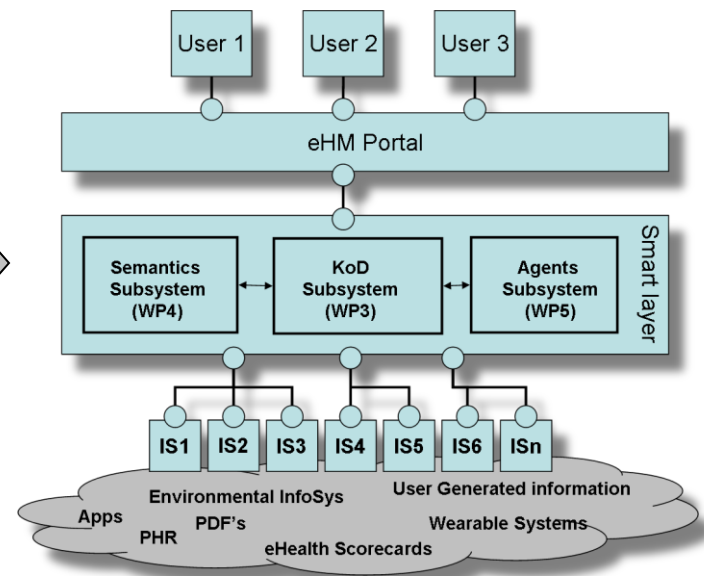 User 1
User 2
User 3
eHM Portal
Smart layer
Semantics
Subsystem
(WP4)
KoD
Subsystem
(WP3)
Agents
Subsystem
(WP5)
IS1
IS2
IS3
IS4
IS5
IS6
ISn
Environmental InfoSys
User Generated information
Apps
PDF's
Wearable Systems
PHR
eHealth Scorecards